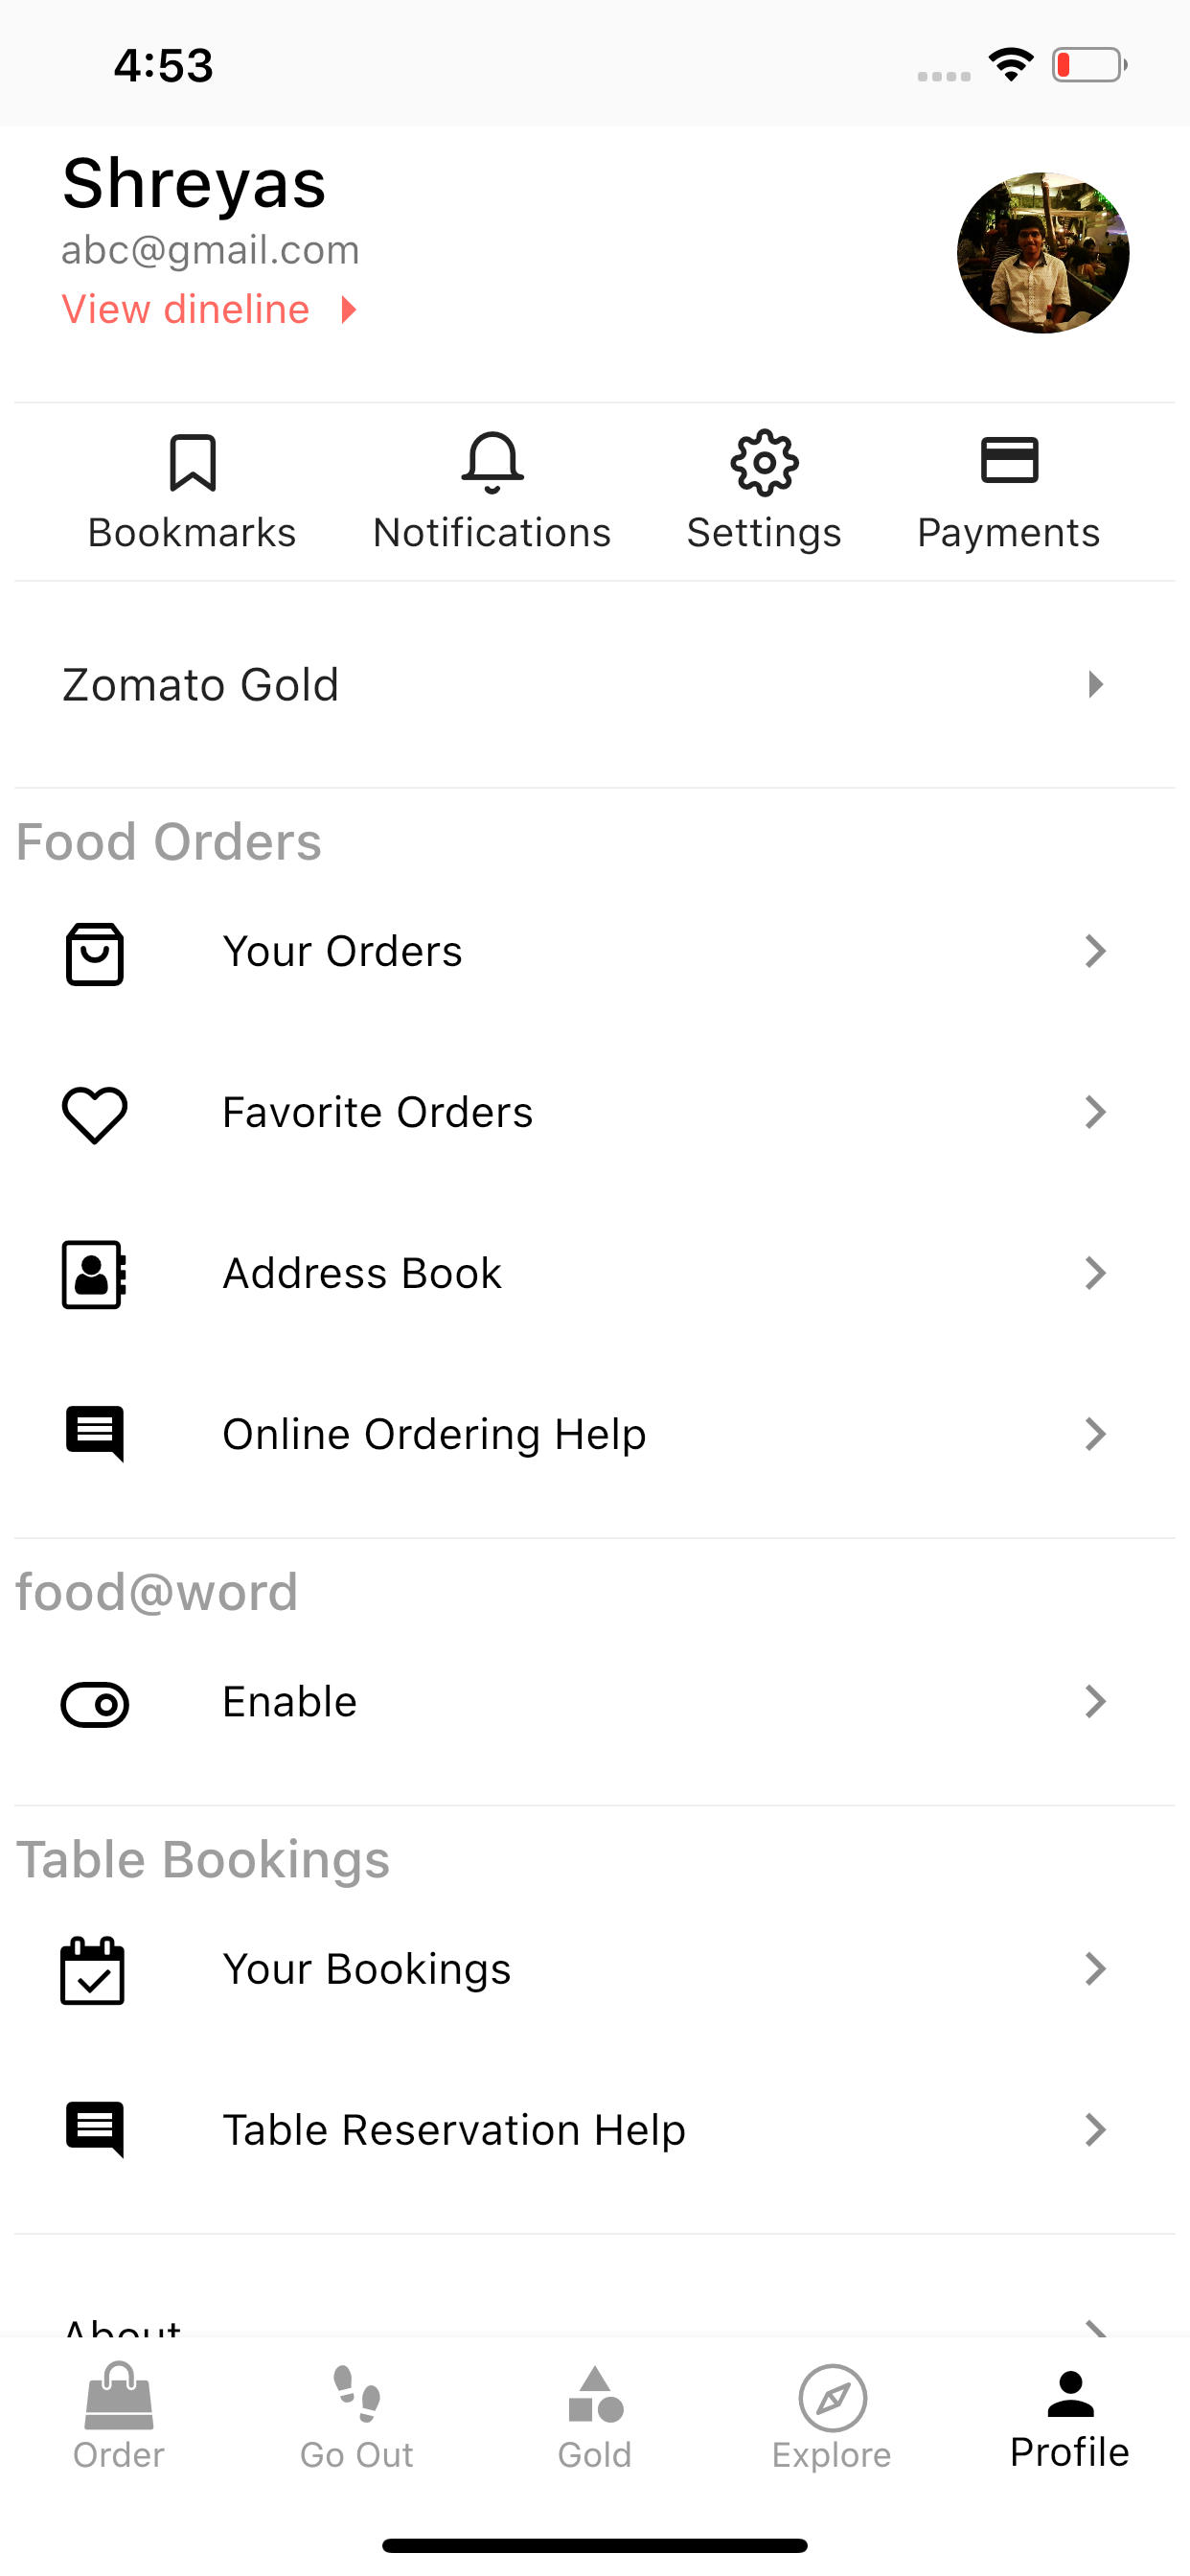 4:53
Shreyas
abc@gmail.com
View dineline
Bookmarks Notifications Settings Payments
Zomato Gold
Food Orders
Your Orders
Favorite Orders
Address Book
Online Ordering Help
food@word
Enable
Table Bookings
Your Bookings
Table Reservation Help
About
Order Go Out Gold Explore Profile